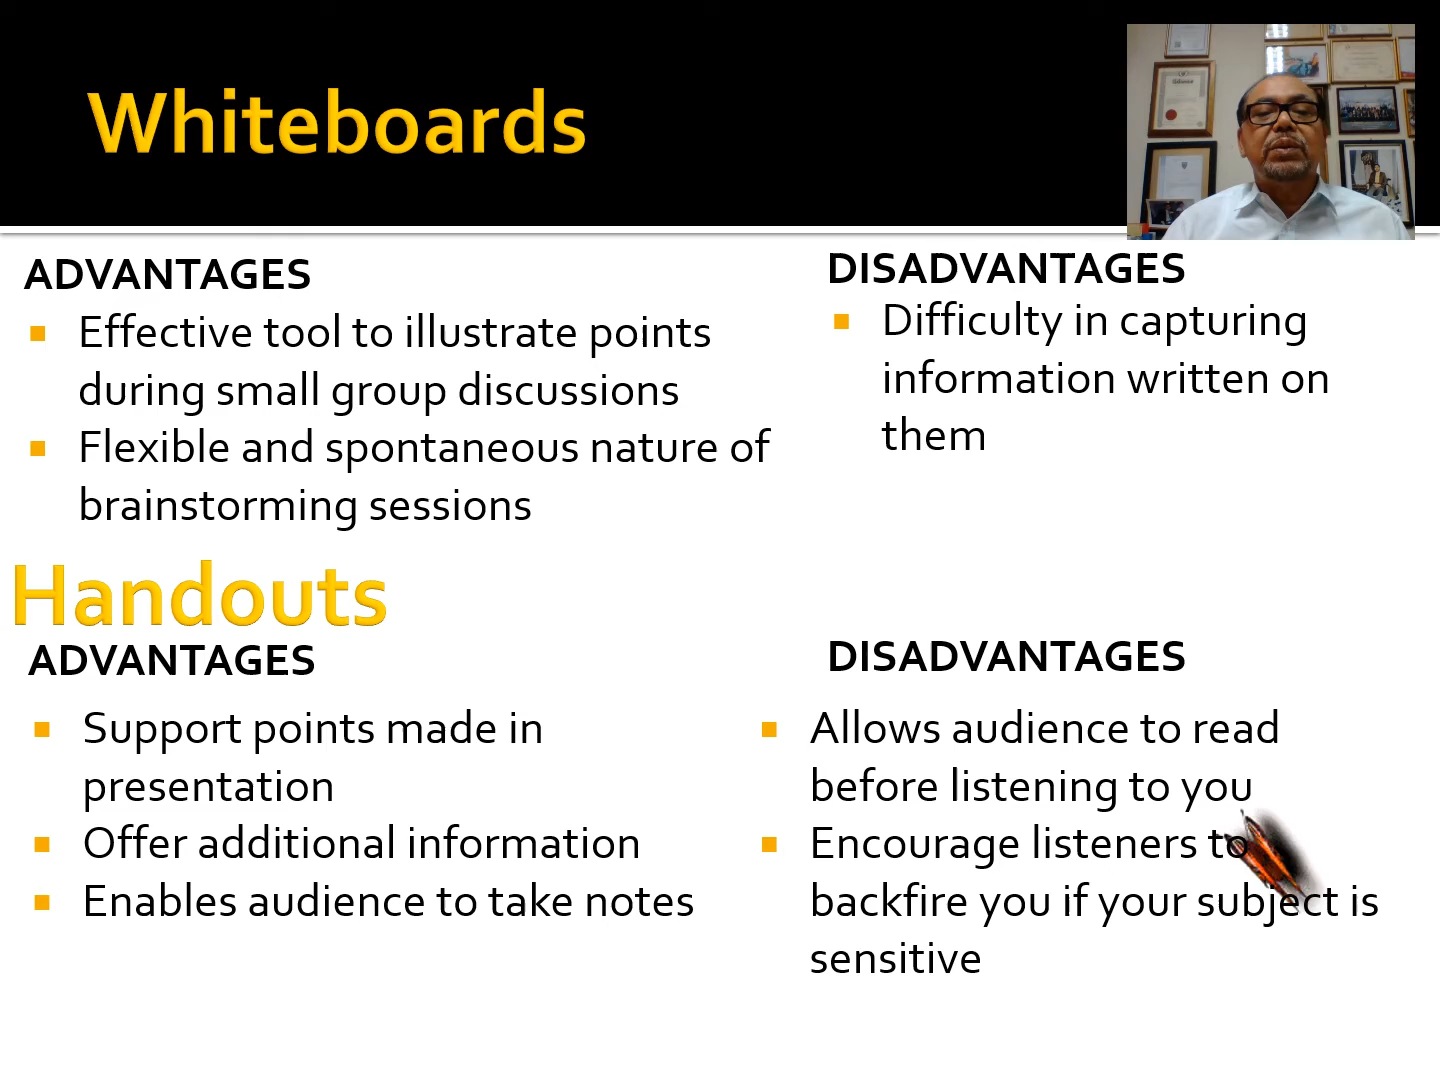 Whiteboards
ADVANTAGES
Effective tool to illustrate points
during small group discussions
Flexible and spontaneous nature of
brainstorming sessions
DISADVANTAGES
Difficulty in capturing
information written on
them
Handouts
ADVANTAGES
Support points made in
presentation
Offer additional information
Enables audience to take notes
DISADVANTAGES
Allows audience to read
before listening to you
Encourage listeners to
backfire you if your subject is
sensitive